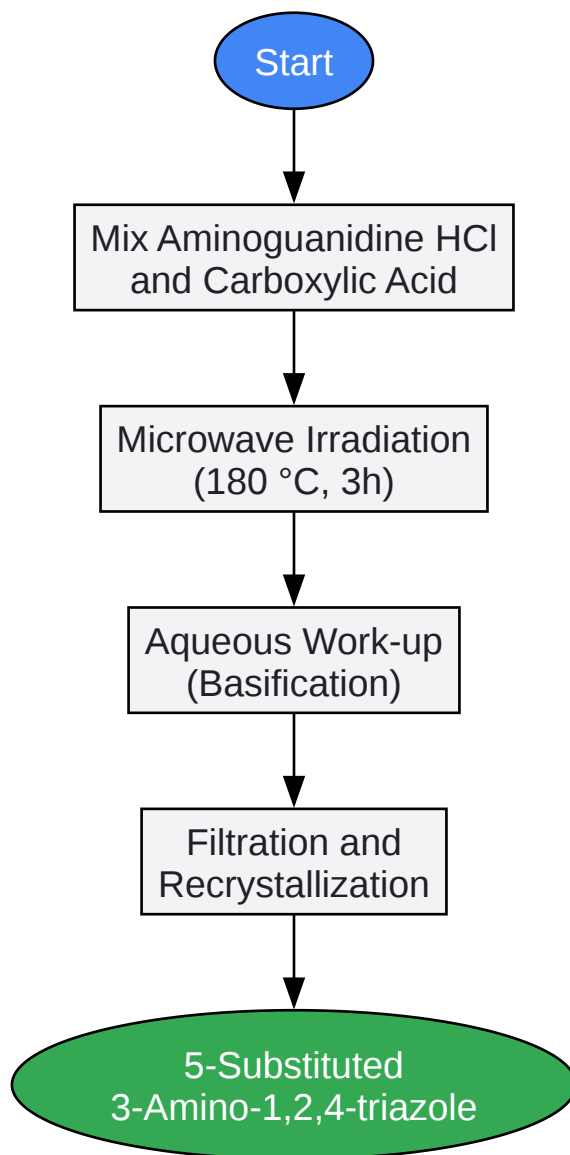 Start
Mix Aminoguanidine HCl
and Carboxylic Acid
Microwave Irradiation
(180 °C, 3h)
Aqueous Work-up
(Basification)
Filtration and
Recrystallization
5-Substituted
3-Amino-1,2,4-triazole